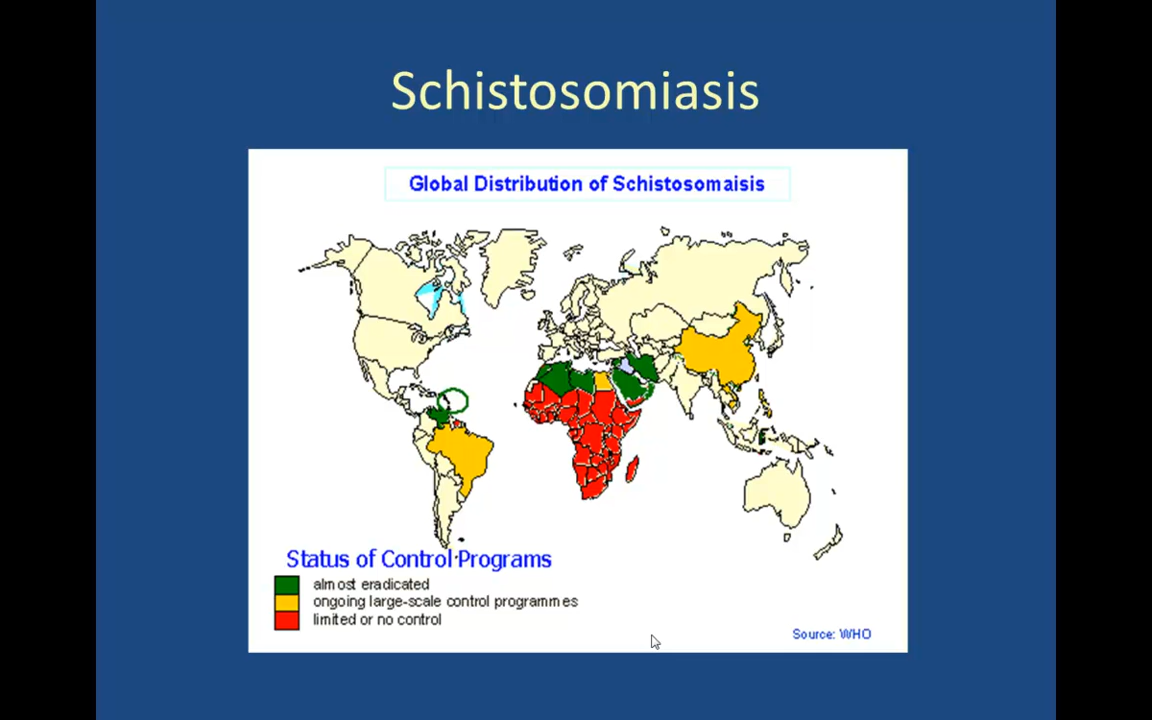 Schistosomiasis
Global Distribution of Schistosomaisis
Status of Control Programs
almost eradicated
ongoing large-scale control programmes
limited or no control
Source: WHO